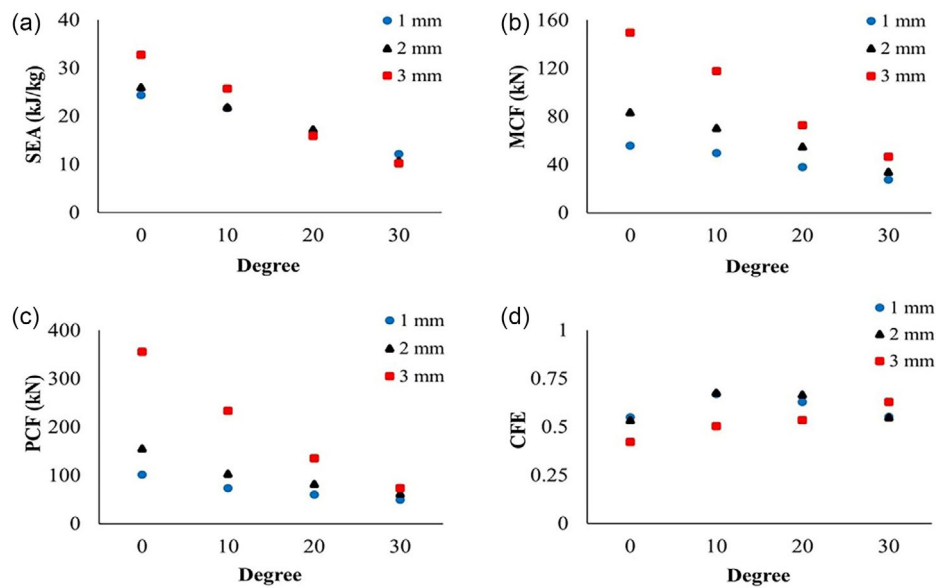 (a)
40
30
20
10
0
SEA (kJ/kg)
0 10 20 30
Degree
1 mm
2 mm
3 mm
(b)
160
120
80
40
0
MCF (kN)
0 10 20 30
Degree
1 mm
2 mm
3 mm
(c)
400
300
200
100
0
PCF (kN)
0 10 20 30
Degree
1 mm
2 mm
3 mm
(d)
1
0.75
0.5
0.25
0
CFE
0 10 20 30
Degree
1 mm
2 mm
3 mm